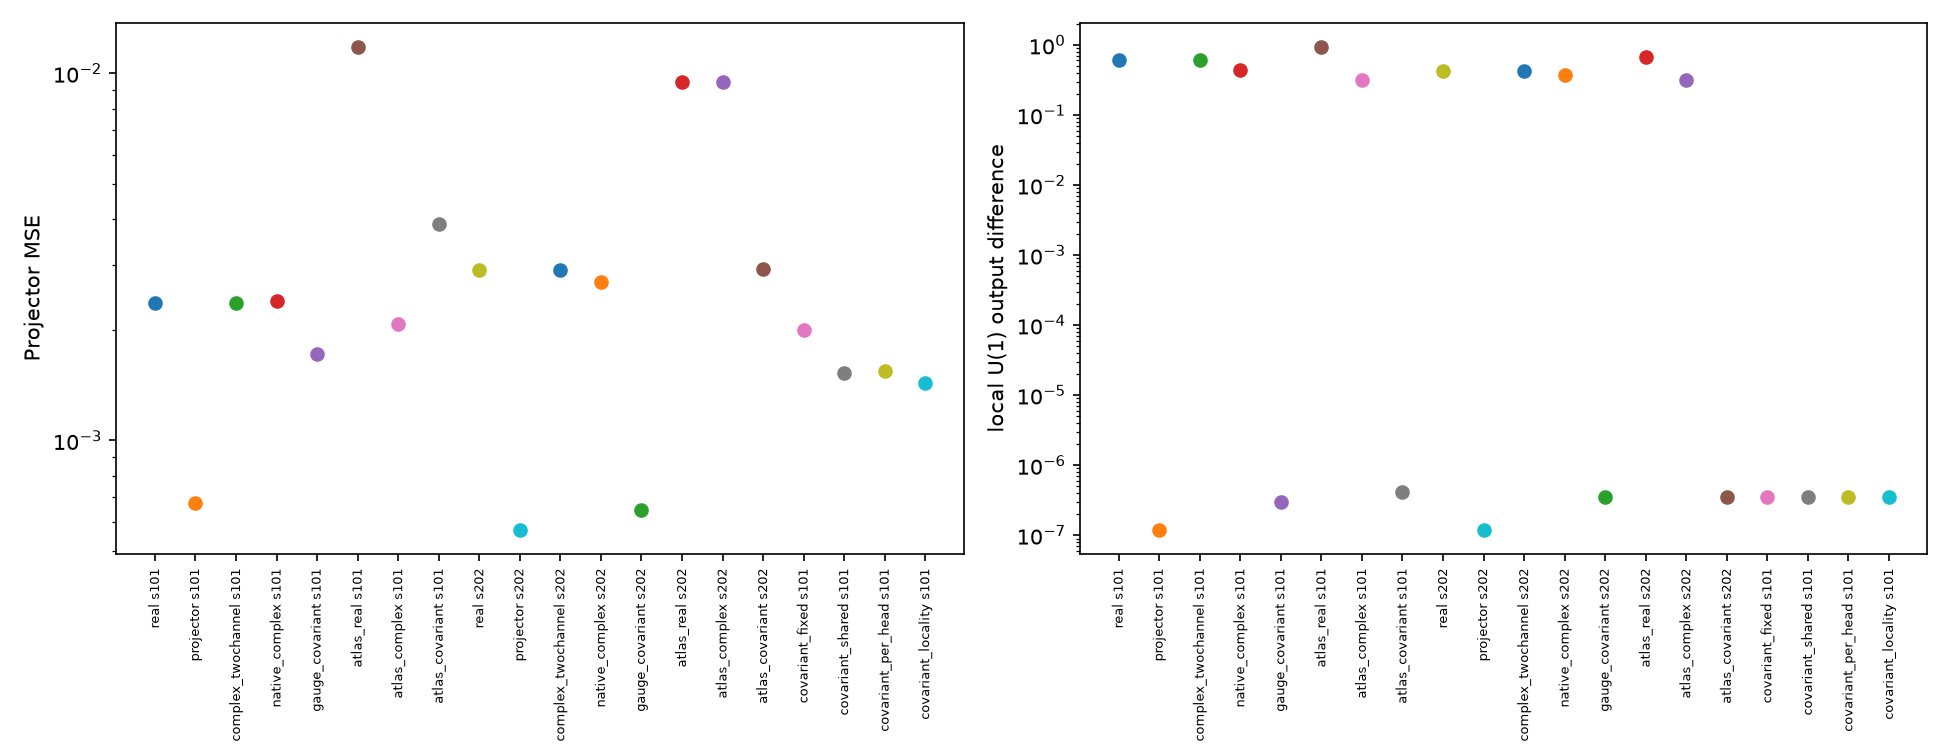 Projector MSE
10⁻²
10⁻³
real s101
projector s101
complex_twochannel s101
native_complex s101
gauge_covariant s101
atlas_real s101
atlas_complex s101
atlas_covariant s101
real s202
projector s202
complex_twochannel s202
native_complex s202
gauge_covariant s202
atlas_real s202
atlas_complex s202
atlas_covariant s202
covariant_fixed s101
covariant_shared s101
covariant_per_head s101
covariant_locality s101
local U(1) output difference
10⁰
10⁻¹
10⁻²
10⁻³
10⁻⁴
10⁻⁵
10⁻⁶
10⁻⁷
real s101
projector s101
complex_twochannel s101
native_complex s101
gauge_covariant s101
atlas_real s101
atlas_complex s101
atlas_covariant s101
real s202
projector s202
complex_twochannel s202
native_complex s202
gauge_covariant s202
atlas_real s202
atlas_complex s202
atlas_covariant s202
covariant_fixed s101
covariant_shared s101
covariant_per_head s101
covariant_locality s101